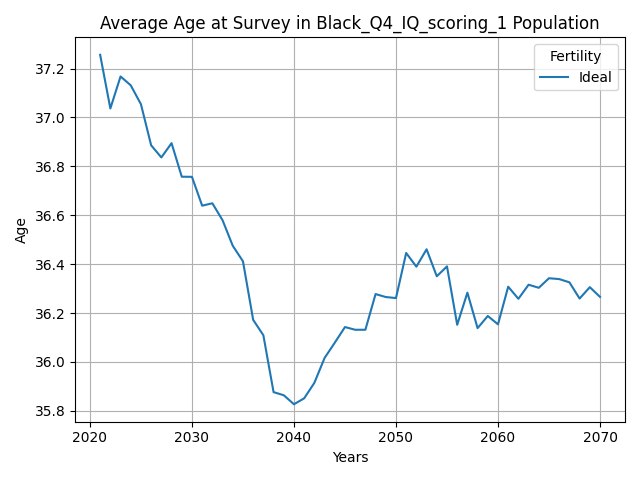 Average Age at Survey in Black_Q4_IQ_scoring_1 Population
Fertility
Ideal
37.2
37.0
36.8
36.6
36.4
36.2
36.0
35.8
Age
2020 2030 2040 2050 2060 2070
Years